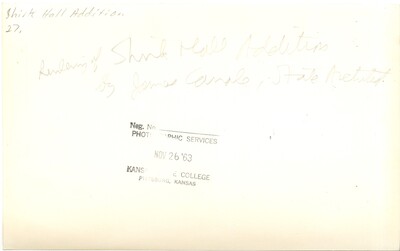 Shirk Hall Addition
27.
Rendering of Shirk Hall Addition
by James Canole, State Architect
Neg. No
PHOTOGRAPHIC SERVICES
NOV 26 '63
KANS E COLLEGE
KANSAS